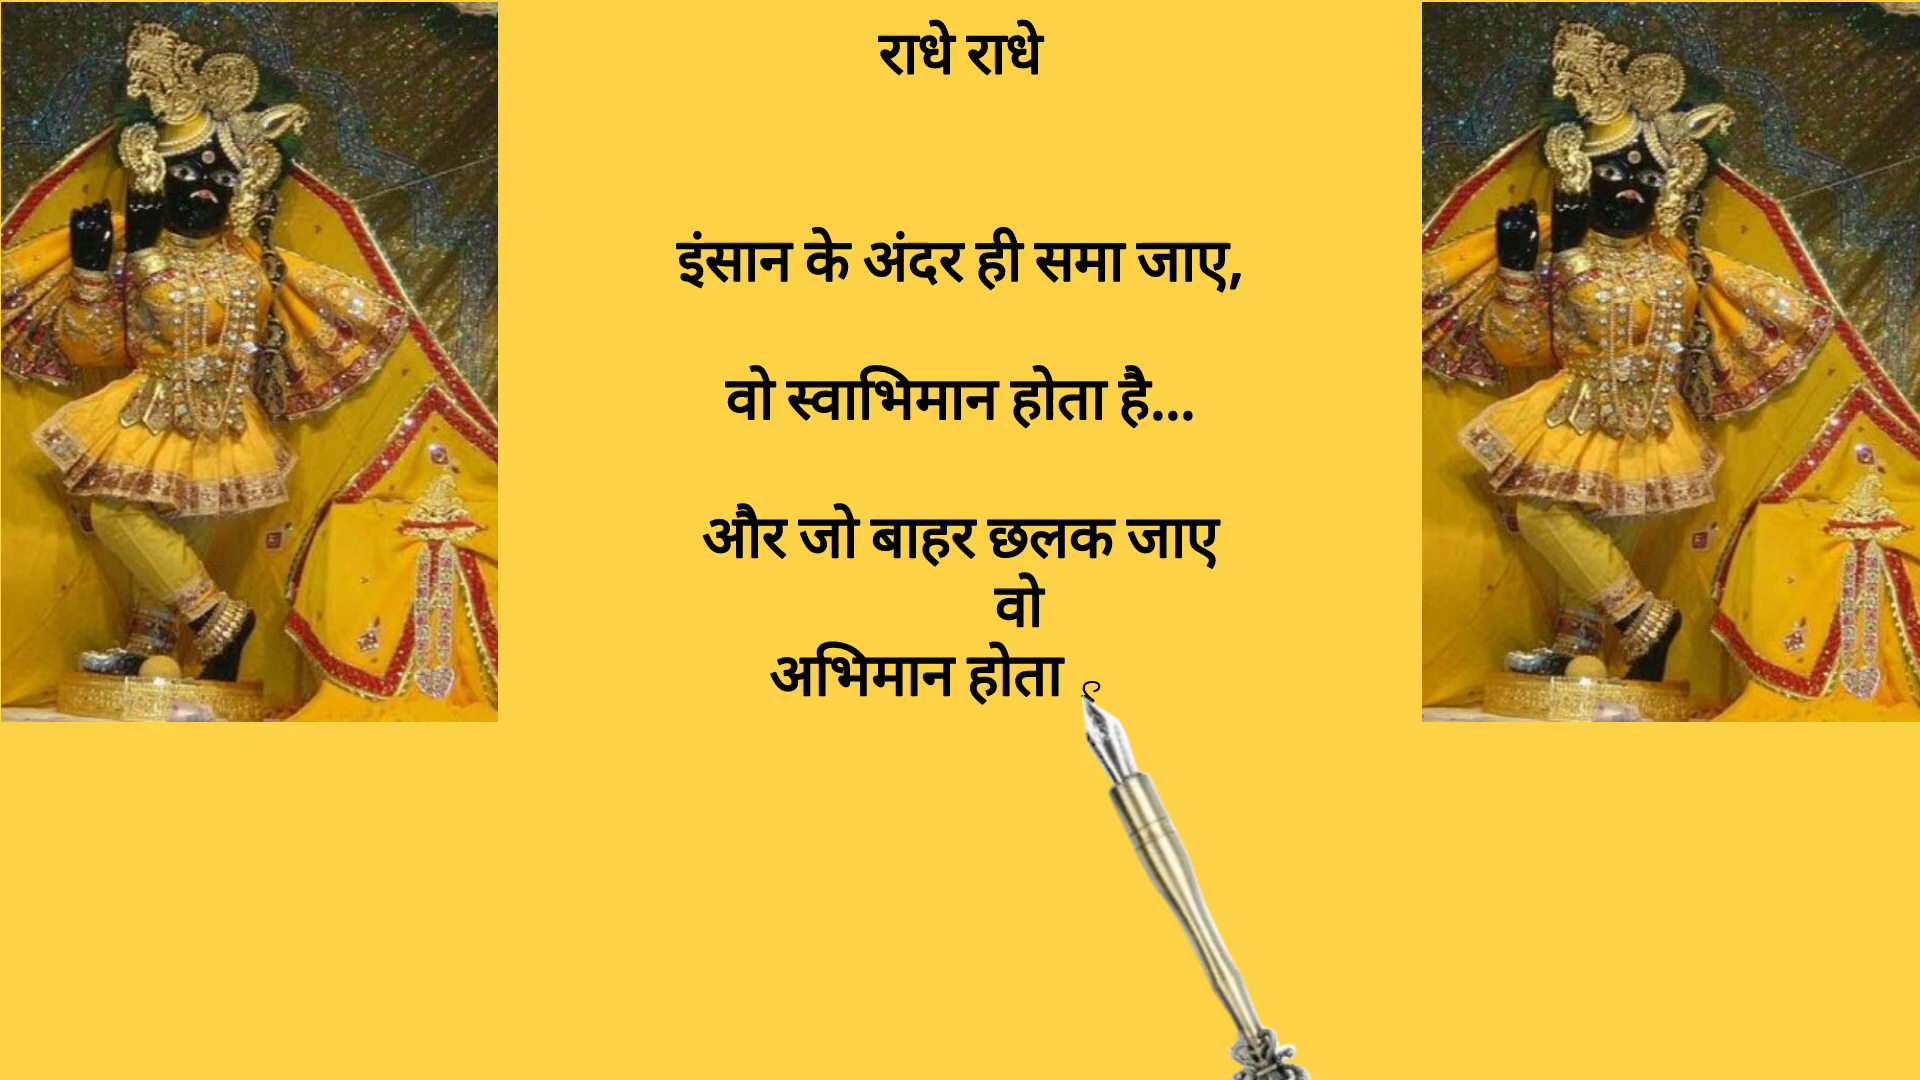 राधे राधे
इंसान के अंदर ही समा जाए,
वो स्वाभिमान होता है...
और जो बाहर छलक जाए
वो
अभिमान होता